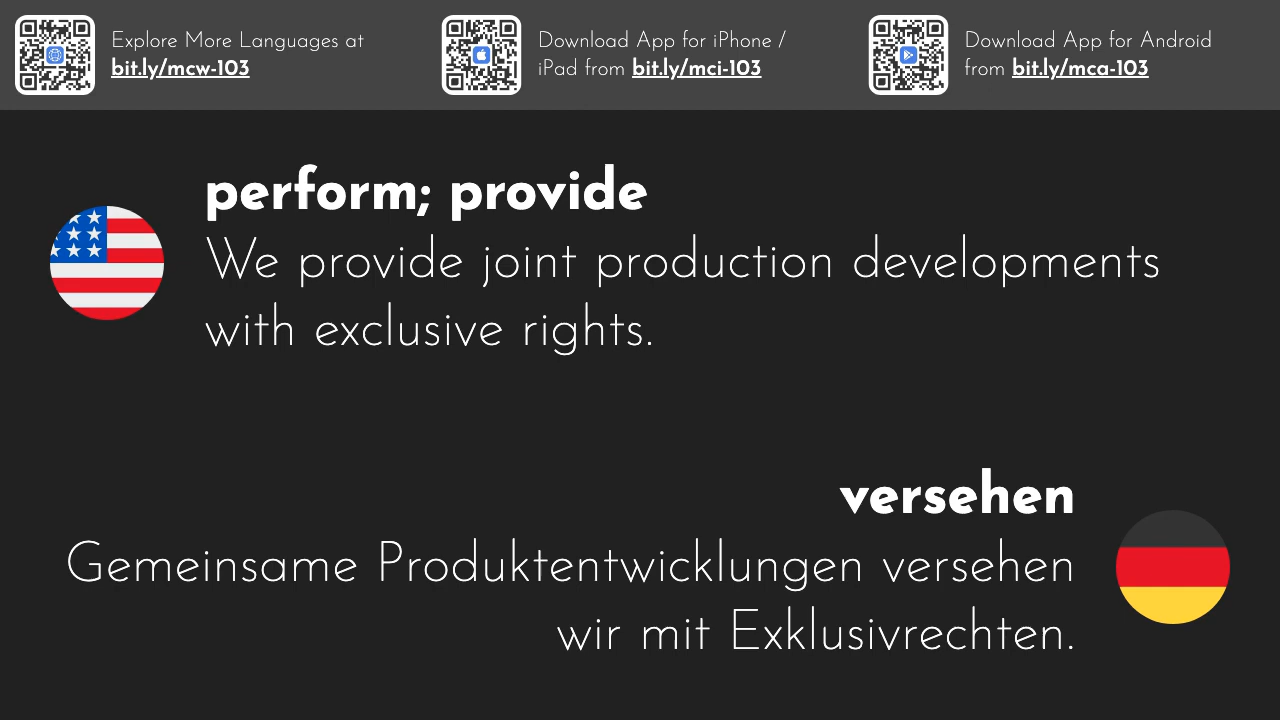 Explore More Languages at
bit.ly/mcw-103
Download App for iPhone /
iPad from bit.ly/mci-103
Download App for Android
from bit.ly/mca-103
perform; provide
We provide joint production developments
with exclusive rights.
versehen
Gemeinsame Produktentwicklungen versehen
wir mit Exklusivrechten.